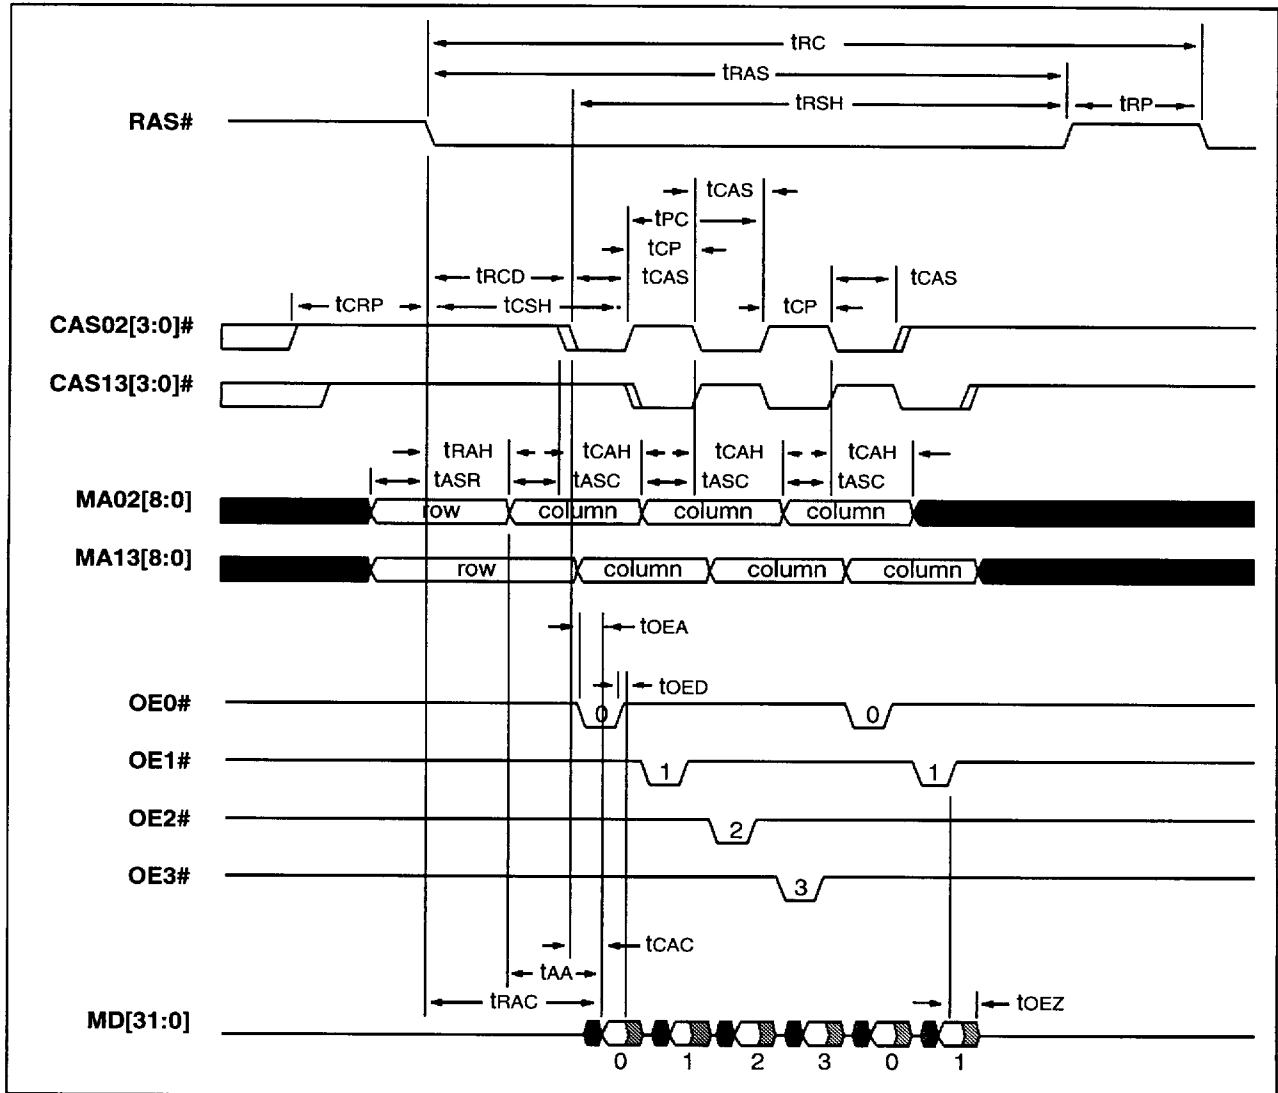 tRC
tRAS
tRSH
tRP
RAS#
tCAS
tPC
tCP
tRCD
tCAS
tCAS
tCRP
tCSH
tCP
CAS02[3:0]#
CAS13[3:0]#
tRAH
tCAH
tCAH
tCAH
tASR
tASC
tASC
tASC
MA02[8:0]
row
column
column
column
MA13[8:0]
row
column
column
column
tOEA
tOED
OE0#
0
0
OE1#
1
1
OE2#
2
OE3#
3
tCAC
tAA
tRAC
tOEZ
MD[31:0]
0 1 2 3 0 1